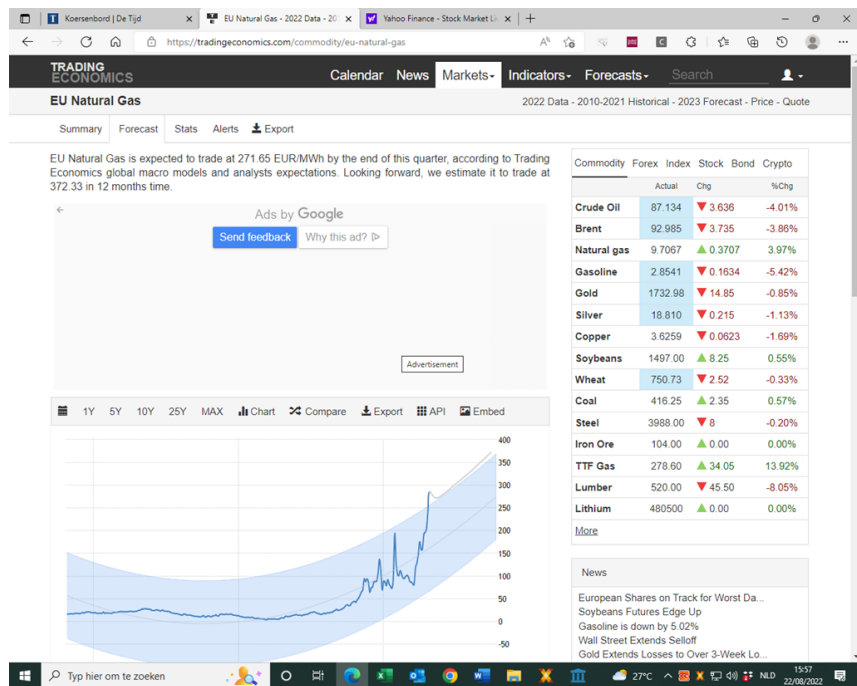 Koersenbord | De Tijd
EU Natural Gas - 2022 Data - 20
Yahoo Finance - Stock Market Li
https://tradingeconomics.com/commodity/eu-natural-gas
TRADING
ECONOMICS
Calendar News Markets Indicators Forecasts Search
EU Natural Gas
2022 Data - 2010-2021 Historical - 2023 Forecast - Price - Quote
Summary Forecast Stats Alerts Export
EU Natural Gas is expected to trade at 271.65 EUR/MWh by the end of this quarter, according to Trading
Economics global macro models and analysts expectations. Looking forward, we estimate it to trade at
372.33 in 12 months time.
Ads by Google
Send feedback Why this ad?
Advertisement
1Y 5Y 10Y 25Y MAX Chart Compare Export API Embed
400
350
300
250
200
150
100
50
0
-50
Commodity Forex Index Stock Bond Crypto
Actual Chg %Chg
Crude Oil 87.134 3.636 -4.01%
Brent 92.985 3.735 -3.86%
Natural gas 9.7067 0.3707 3.97%
Gasoline 2.8541 0.1634 -5.42%
Gold 1732.98 14.85 -0.85%
Silver 18.810 0.215 -1.13%
Copper 3.6259 0.0623 -1.69%
Soybeans 1497.00 8.25 0.55%
Wheat 750.73 2.52 -0.33%
Coal 416.25 2.35 0.57%
Steel 3988.00 8 -0.20%
Iron Ore 104.00 0.00 0.00%
TTF Gas 278.60 34.05 13.92%
Lumber 520.00 45.50 -8.05%
Lithium 480500 0.00 0.00%
More
News
European Shares on Track for Worst Da...
Soybeans Futures Edge Up
Gasoline is down by 5.02%
Wall Street Extends Selloff
Gold Extends Losses to Over 3-Week Lo...
Typ hier om te zoeken
27°C
NLD
15:57
22/08/2022